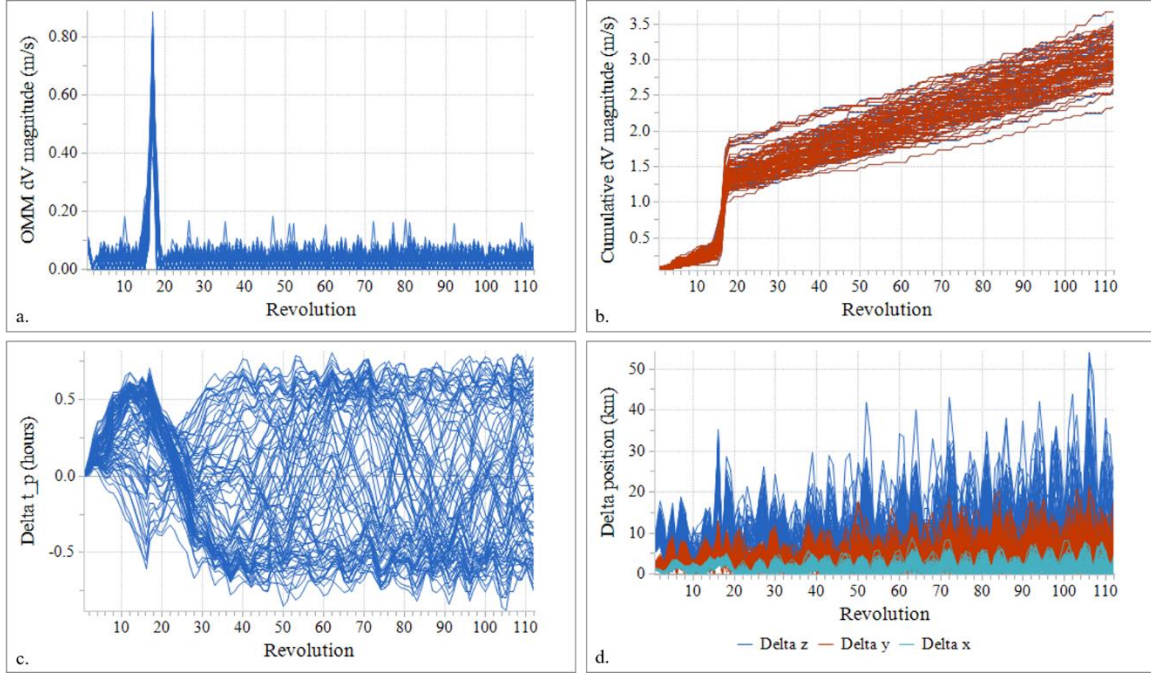 OMM dV magnitude (m/s)
0.80
0.60
0.40
0.20
0.00
10 20 30 40 50 60 70 80 90 100 110
Revolution
a.
Cumulative dV magnitude (m/s)
3.5
3.0
2.5
2.0
1.5
1.0
0.5
10 20 30 40 50 60 70 80 90 100 110
Revolution
b.
Delta t_p (hours)
0.5
0.0
-0.5
10 20 30 40 50 60 70 80 90 100 110
Revolution
c.
Delta position (km)
50
40
30
20
10
0
10 20 30 40 50 60 70 80 90 100 110
Revolution
Delta z Delta y Delta x
d.